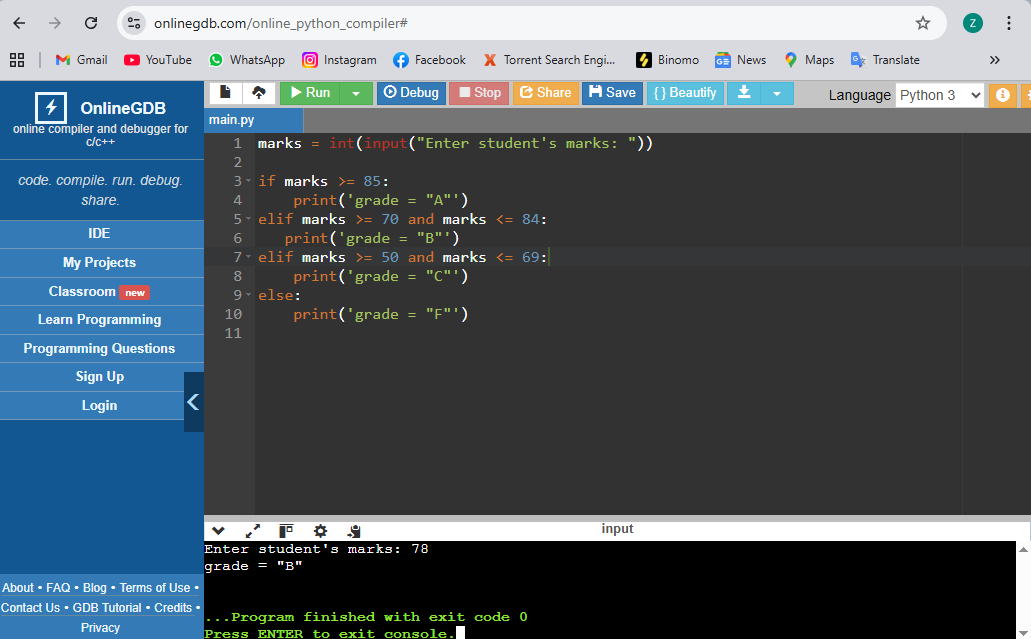 onlinegdb.com/online_python_compiler#
Z
Gmail YouTube WhatsApp Instagram Facebook Torrent Search Engi... Binomo News Maps Translate »
OnlineGDB
online compiler and debugger for
c/c++
code. compile. run. debug.
share.
IDE
My Projects
Classroom new
Learn Programming
Programming Questions
Sign Up
Login
About • FAQ • Blog • Terms of Use •
Contact Us • GDB Tutorial • Credits •
Privacy
Run Debug Stop Share Save { } Beautify Language Python 3
main.py
1 marks = int(input("Enter student's marks: "))
2
3 if marks >= 85:
4     print('grade = "A"')
5 elif marks >= 70 and marks <= 84:
6    print('grade = "B"')
7 elif marks >= 50 and marks <= 69:
8     print('grade = "C"')
9 else:
10     print('grade = "F"')
11
input
Enter student's marks: 78
grade = "B"
...Program finished with exit code 0
Press ENTER to exit console.